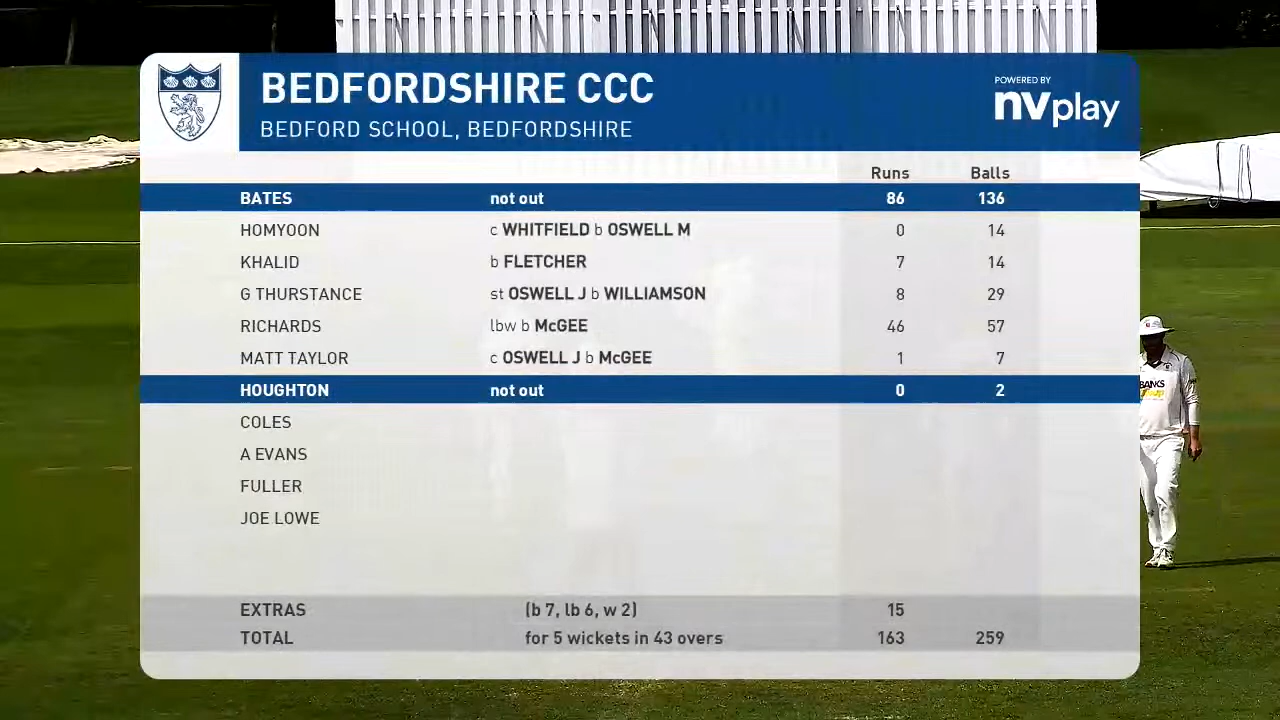 BEDFORDSHIRE CCC
BEDFORD SCHOOL, BEDFORDSHIRE
POWERED BY
nvplay
Runs Balls
BATES not out 86 136
HOMYOON c WHITFIELD b OSWELL M 0 14
KHALID b FLETCHER 7 14
G THURSTANCE st OSWELL J b WILLIAMSON 8 29
RICHARDS lbw b McGEE 46 57
MATT TAYLOR c OSWELL J b McGEE 1 7
HOUGHTON not out 0 2
COLES
A EVANS
FULLER
JOE LOWE
EXTRAS (b 7, lb 6, w 2) 15
TOTAL for 5 wickets in 43 overs 163 259
BANKS